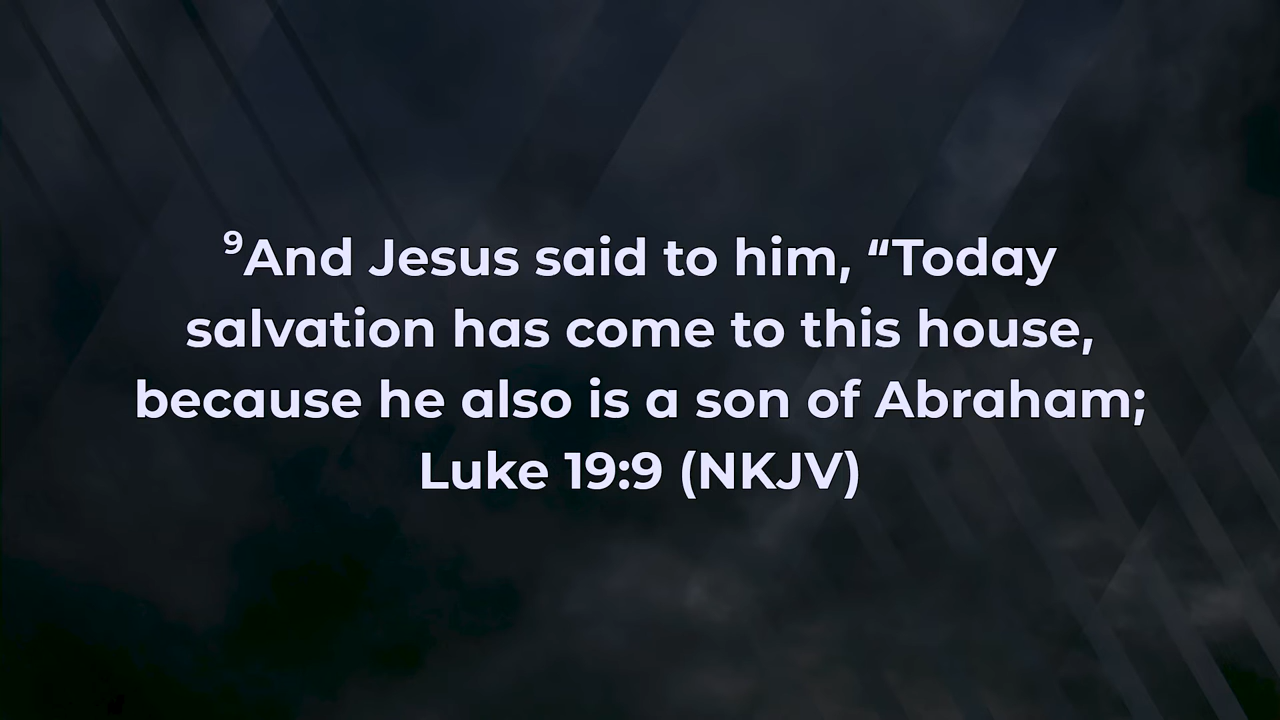 ⁹And Jesus said to him, “Today
salvation has come to this house,
because he also is a son of Abraham;
Luke 19:9 (NKJV)